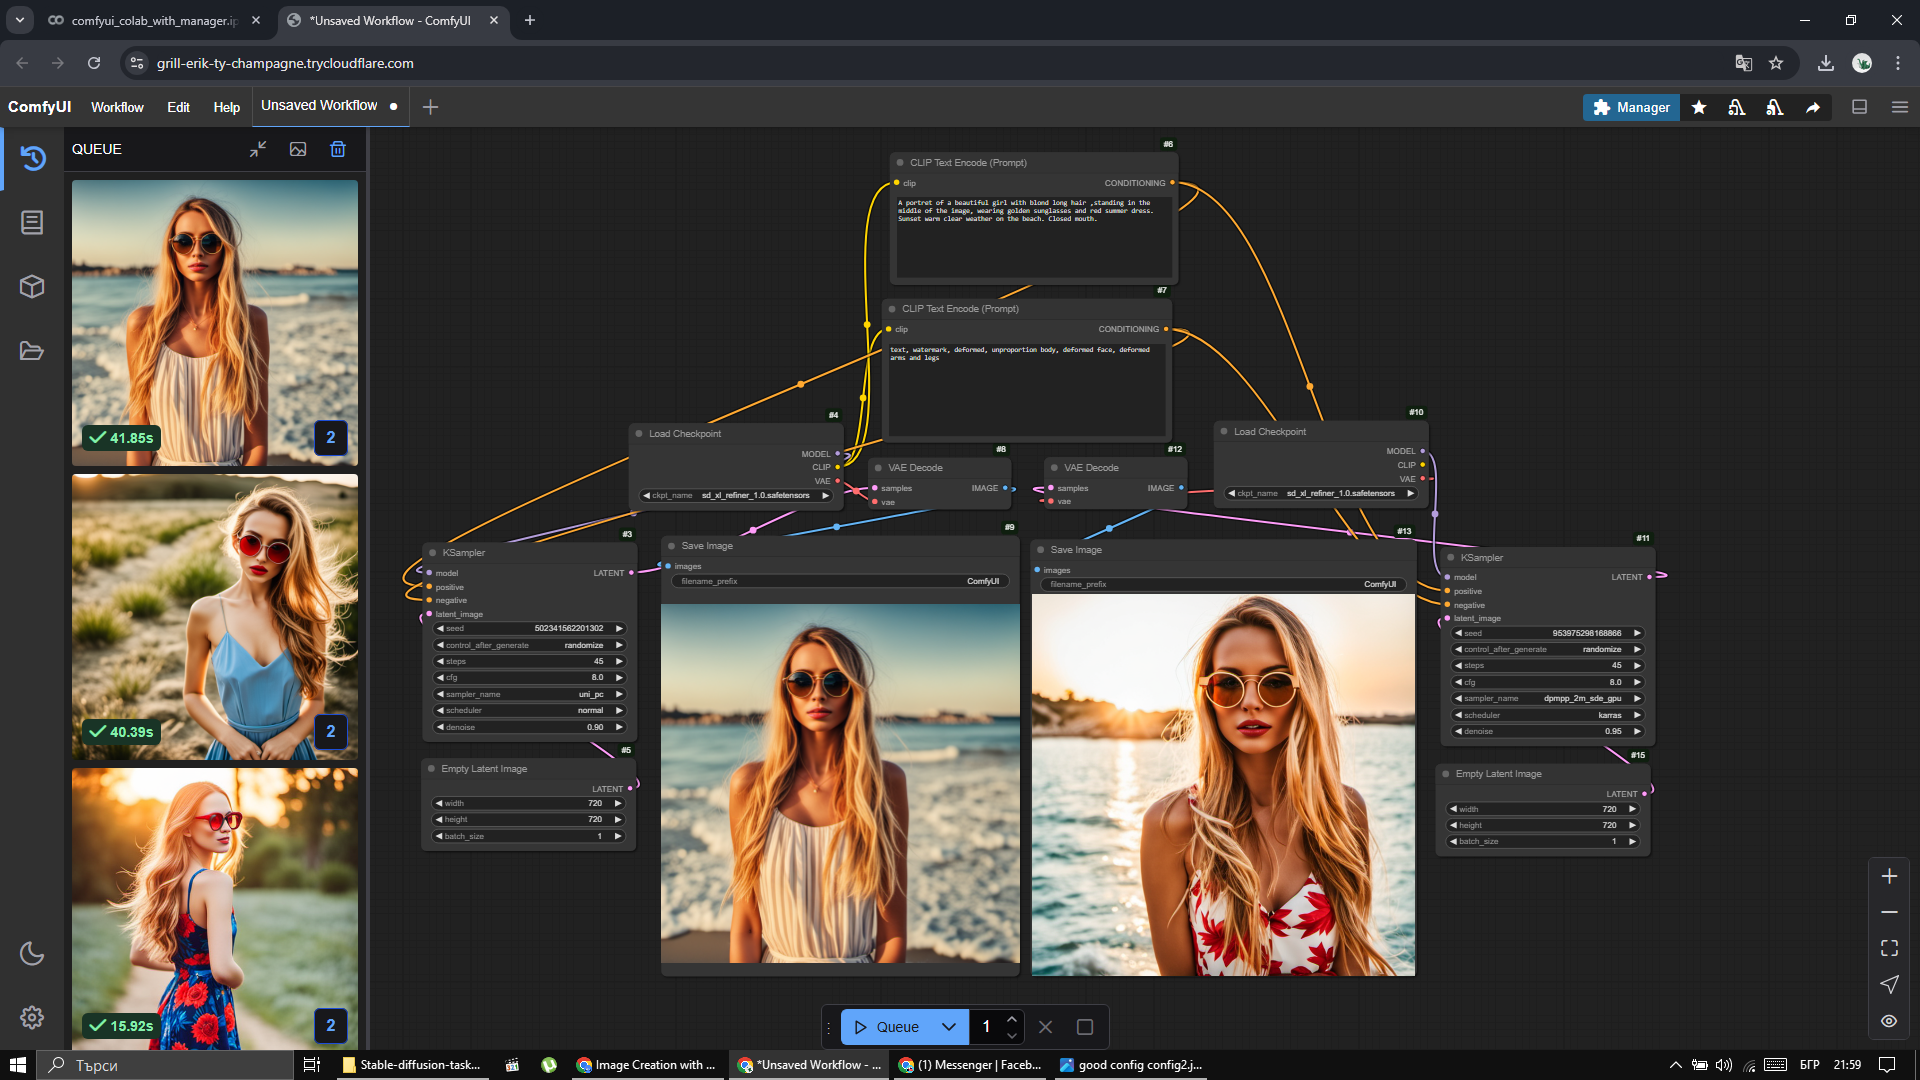 comfyui_colab_with_manager.ip
*Unsaved Workflow - ComfyUI
grill-erik-ty-champagne.trycloudflare.com
ComfyUI
Workflow
Edit
Help
Unsaved Workflow
Manager
QUEUE
41.85s
2
40.39s
2
15.92s
2
#6
CLIP Text Encode (Prompt)
clip
CONDITIONING
A portret of a beautiful girl with blond long hair ,standing in the
middle of the image, wearing golden sunglasses and red summer dress.
Sunset warm clear weather on the beach. Closed mouth.
#7
CLIP Text Encode (Prompt)
clip
CONDITIONING
text, watermark, deformed, unproportion body, deformed face, deformed
arms and legs
#4
Load Checkpoint
MODEL
CLIP
VAE
ckpt_name sd_xl_refiner_1.0.safetensors
#8
VAE Decode
samples IMAGE
vae
#12
VAE Decode
samples IMAGE
vae
#10
Load Checkpoint
MODEL
CLIP
VAE
ckpt_name sd_xl_refiner_1.0.safetensors
#3
KSampler
model LATENT
positive
negative
latent_image
seed 502341562201302
control_after_generate randomize
steps 45
cfg 8.0
sampler_name uni_pc
scheduler normal
denoise 0.90
#5
Empty Latent Image
LATENT
width 720
height 720
batch_size 1
#9
Save Image
images
filename_prefix ComfyUI
#13
Save Image
images
filename_prefix ComfyUI
#11
KSampler
model LATENT
positive
negative
latent_image
seed 953975298168866
control_after_generate randomize
steps 45
cfg 8.0
sampler_name dpmpp_2m_sde_gpu
scheduler karras
denoise 0.95
#15
Empty Latent Image
LATENT
width 720
height 720
batch_size 1
Queue
1
Търси
Stable-diffusion-task...
Image Creation with ...
*Unsaved Workflow - ...
(1) Messenger | Faceb...
good config config2.j...
БГР
21:59